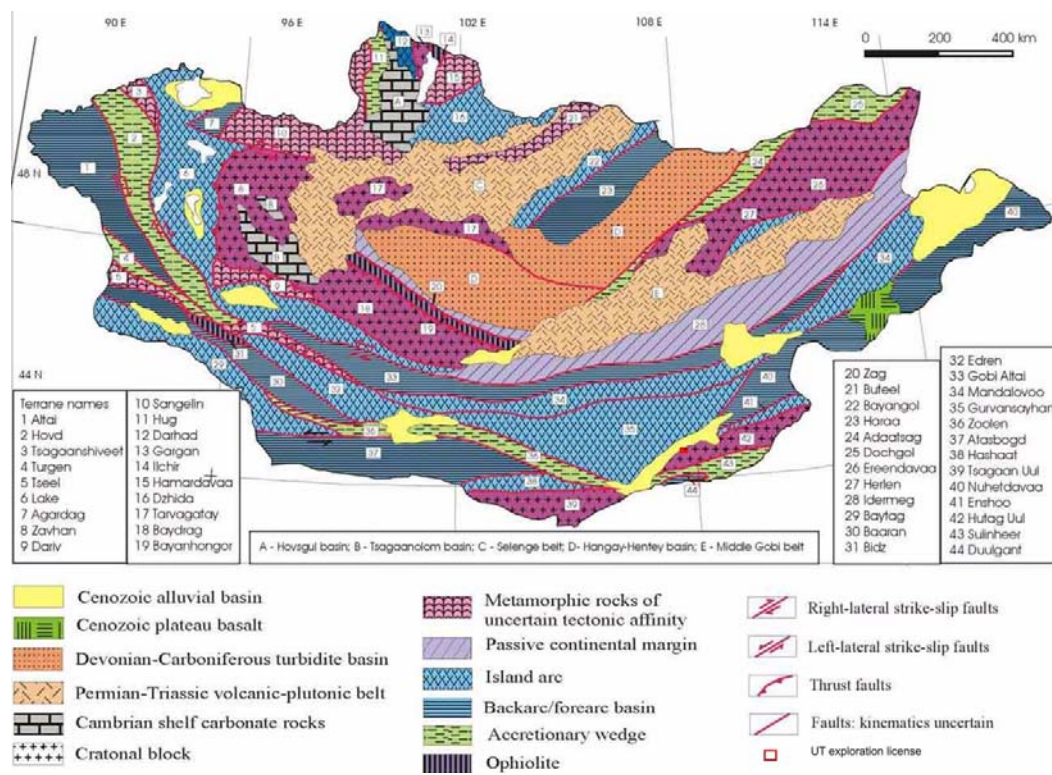 90 E
96 E
102 E
108 E
114 E
0 200 400 km
48 N
44 N
Terrane names
1 Altai
2 Hovd
3 Tsagaanshiveet
4 Turgen
5 Tseel
6 Lake
7 Agardag
8 Zavhan
9 Dariv
10 Sangelin
11 Hug
12 Darhad
13 Gargan
14 Ilchir
15 Hamardavaa
16 Dzhida
17 Tarvagatay
18 Baydrag
19 Bayanhongor
20 Zag
21 Buteel
22 Bayangol
23 Haraa
24 Adaatsag
25 Dochgol
26 Ereendavaa
27 Herlen
28 Idermeg
29 Baytag
30 Baaran
31 Bidz
32 Edren
33 Gobi Altai
34 Mandalovoo
35 Gurvansayhan
36 Zoolen
37 Atasbogd
38 Hashaat
39 Tsagaan Uul
40 Nuhetdavaa
41 Enshoo
42 Hutag Uul
43 Sulinheer
44 Duulgant
A - Hovsgul basin; B - Tsagaanolom basin; C - Selenge belt; D- Hangay-Hentey basin; E - Middle Gobi belt
Cenozoic alluvial basin
Cenozoic plateau basalt
Devonian-Carboniferous turbidite basin
Permian-Triassic volcanic-plutonic belt
Cambrian shelf carbonate rocks
Cratonal block
Metamorphic rocks of
uncertain tectonic affinity
Passive continental margin
Island arc
Backarc/forearc basin
Accretionary wedge
Ophiolite
Right-lateral strike-slip faults
Left-lateral strike-slip faults
Thrust faults
Faults: kinematics uncertain
UT exploration license